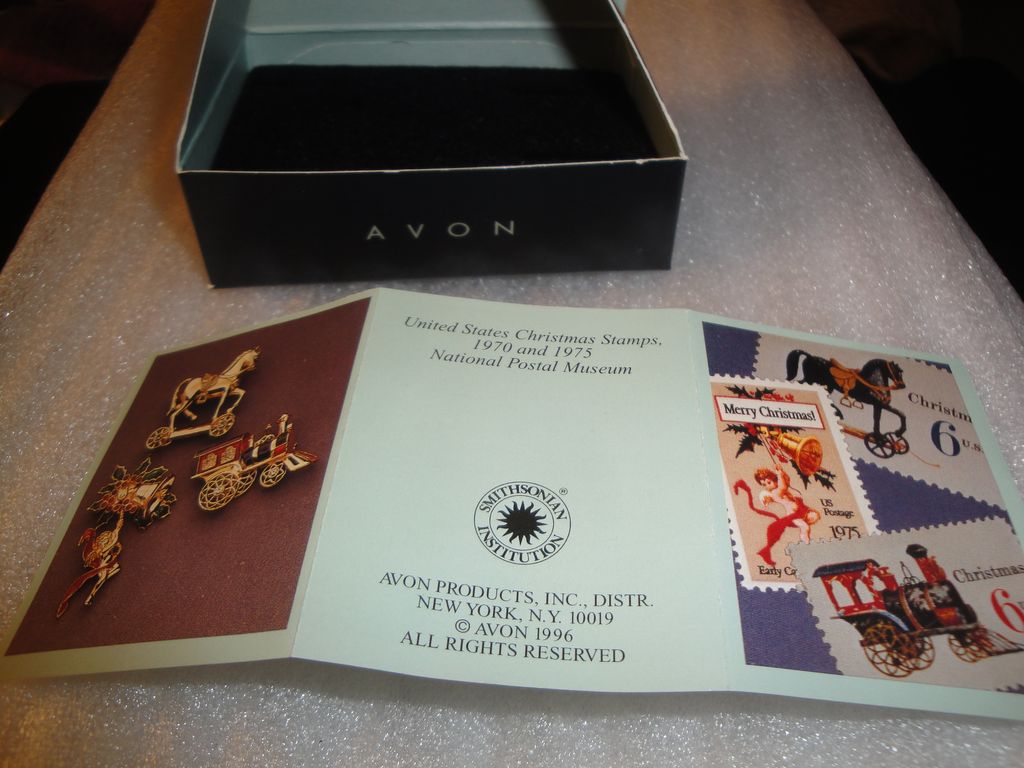 AVON
United States Christmas Stamps,
1970 and 1975
National Postal Museum
SMITHSONIAN
INSTITUTION
®
AVON PRODUCTS, INC., DISTR.
NEW YORK, N.Y. 10019
© AVON 1996
ALL RIGHTS RESERVED
Merry Christmas!
US
Postage
1975
Early
Christm
6 U.S.
Christmas
6